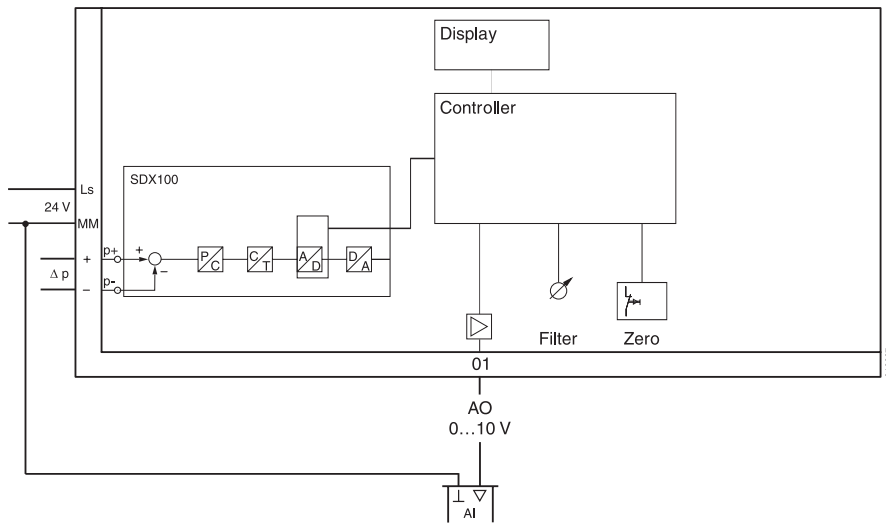 Display
Controller
SDX100
Ls
24 V
MM
p+
+
+
−
P
C
C
T
A
D
D
A
Δ p
p-
−
Filter
Zero
01
AO
0...10 V
AI